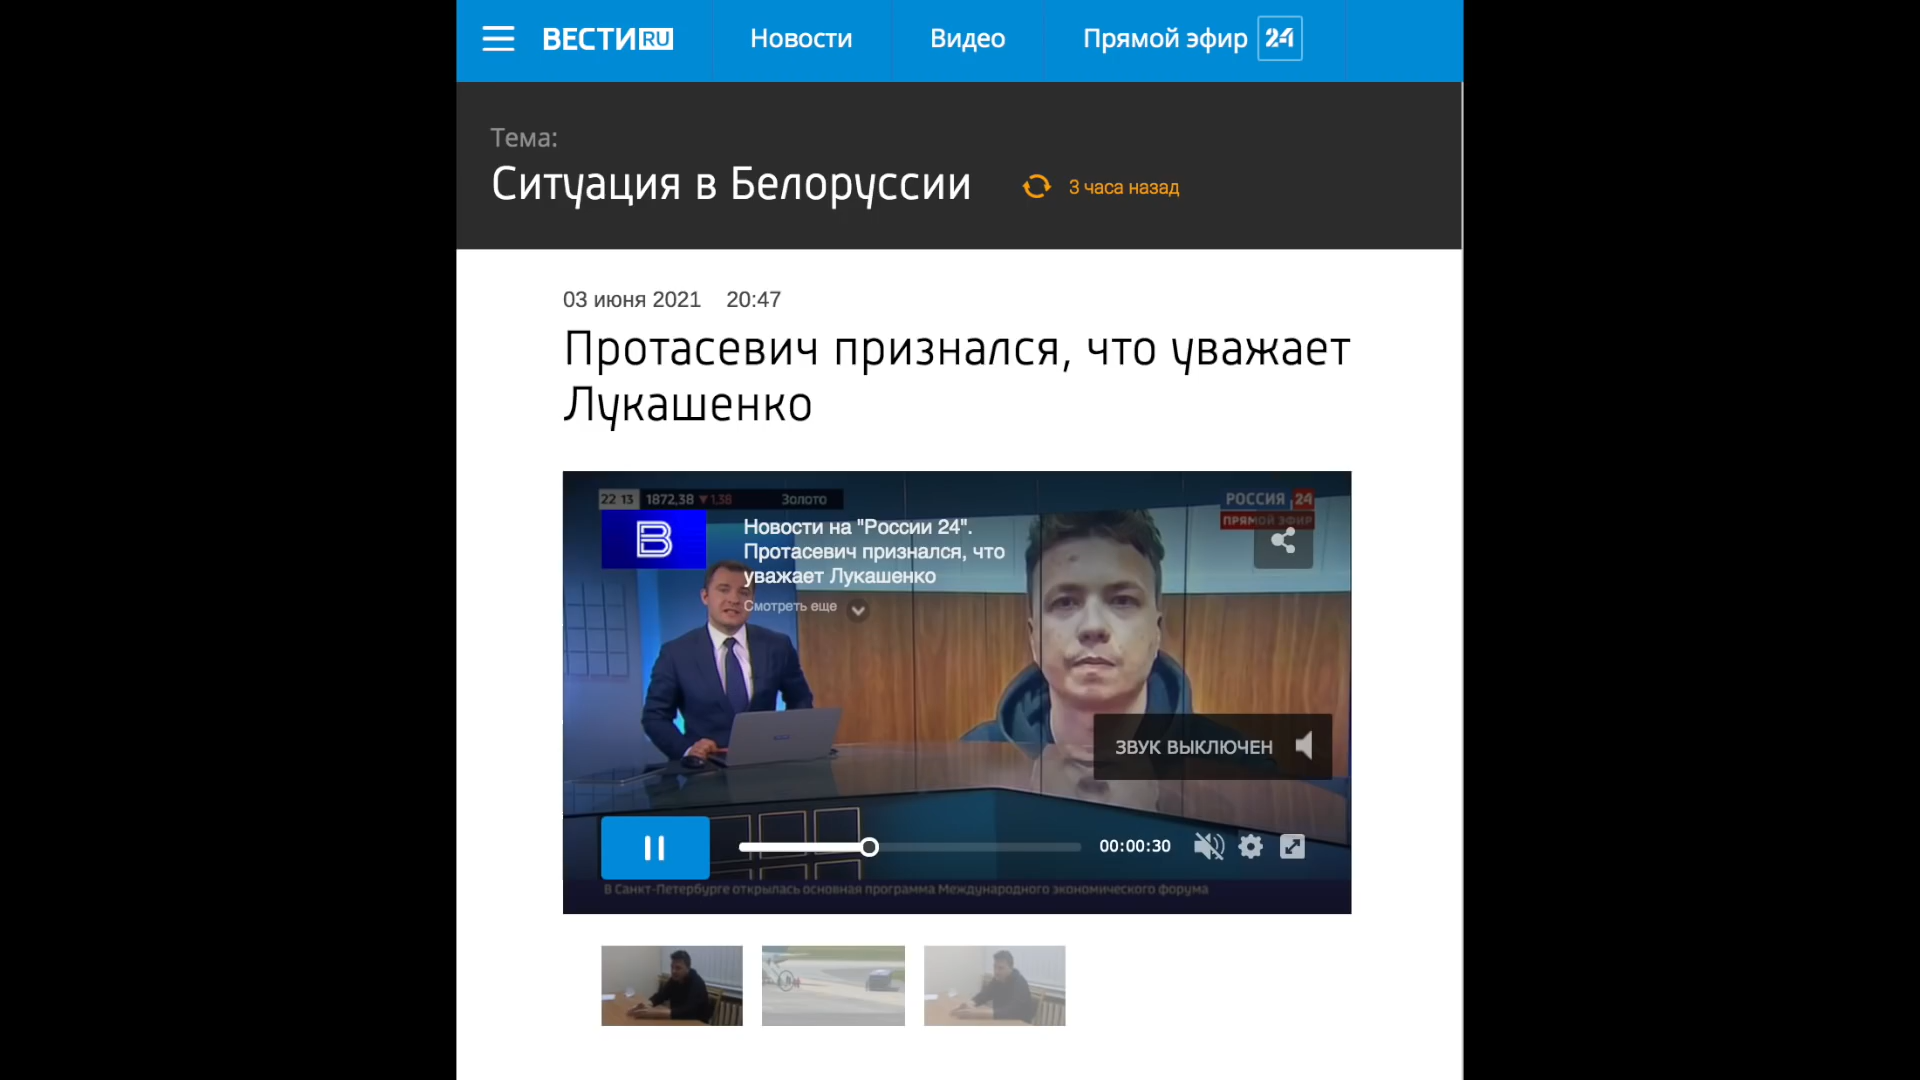 ВЕСТИRU
Новости
Видео
Прямой эфир 24
Тема:
Ситуация в Белоруссии
3 часа назад
03 июня 2021 20:47
Протасевич признался, что уважает
Лукашенко
22 13 1872,38 ▼1,38 Золото
РОССИЯ 24
ПРЯМОЙ ЭФИР
В
Новости на "России 24".
Протасевич признался, что
уважает Лукашенко
Смотреть еще
ЗВУК ВЫКЛЮЧЕН
00:00:30
В Санкт-Петербурге открылась основная программа Международного экономического форума